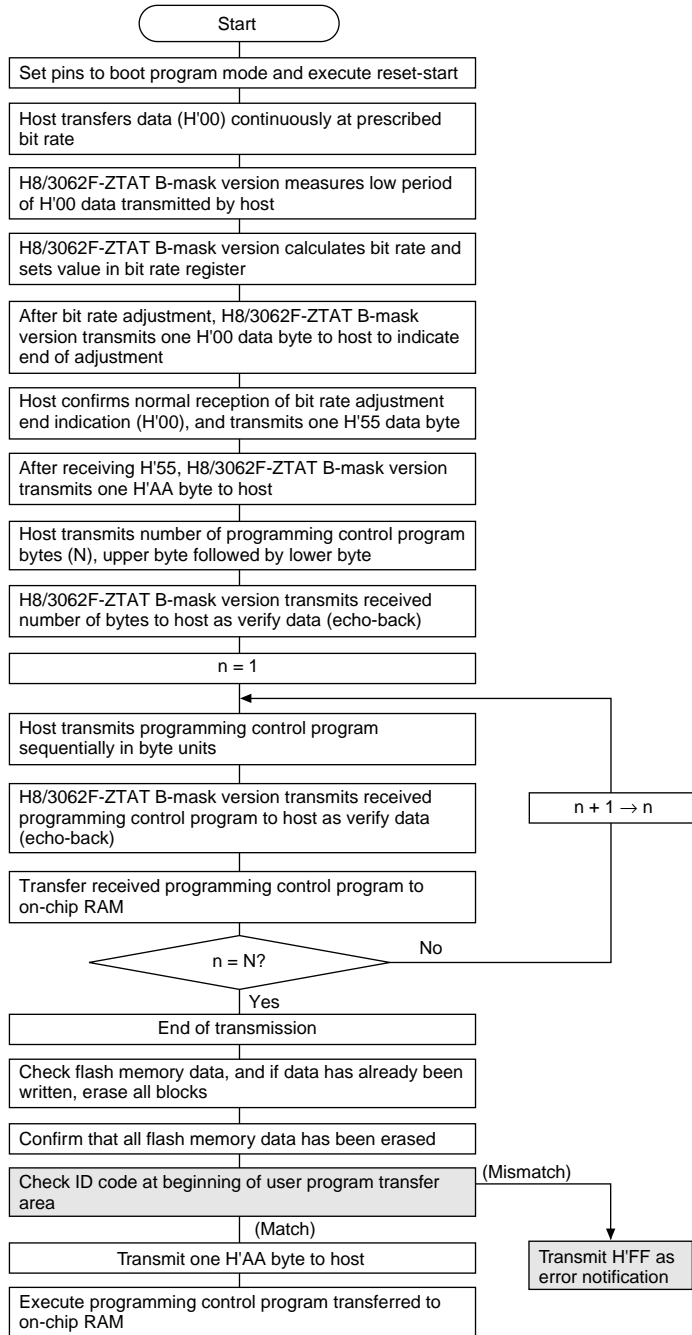 Start
Set pins to boot program mode and execute reset-start
Host transfers data (H'00) continuously at prescribed
bit rate
H8/3062F-ZTAT B-mask version measures low period
of H'00 data transmitted by host
H8/3062F-ZTAT B-mask version calculates bit rate and
sets value in bit rate register
After bit rate adjustment, H8/3062F-ZTAT B-mask
version transmits one H'00 data byte to host to indicate
end of adjustment
Host confirms normal reception of bit rate adjustment
end indication (H'00), and transmits one H'55 data byte
After receiving H'55, H8/3062F-ZTAT B-mask version
transmits one H'AA byte to host
Host transmits number of programming control program
bytes (N), upper byte followed by lower byte
H8/3062F-ZTAT B-mask version transmits received
number of bytes to host as verify data (echo-back)
n = 1
Host transmits programming control program
sequentially in byte units
H8/3062F-ZTAT B-mask version transmits received
programming control program to host as verify data
(echo-back)
n + 1 → n
Transfer received programming control program to
on-chip RAM
n = N?
No
Yes
End of transmission
Check flash memory data, and if data has already been
written, erase all blocks
Confirm that all flash memory data has been erased
Check ID code at beginning of user program transfer
area
(Mismatch)
(Match)
Transmit one H'AA byte to host
Transmit H'FF as
error notification
Execute programming control program transferred to
on-chip RAM